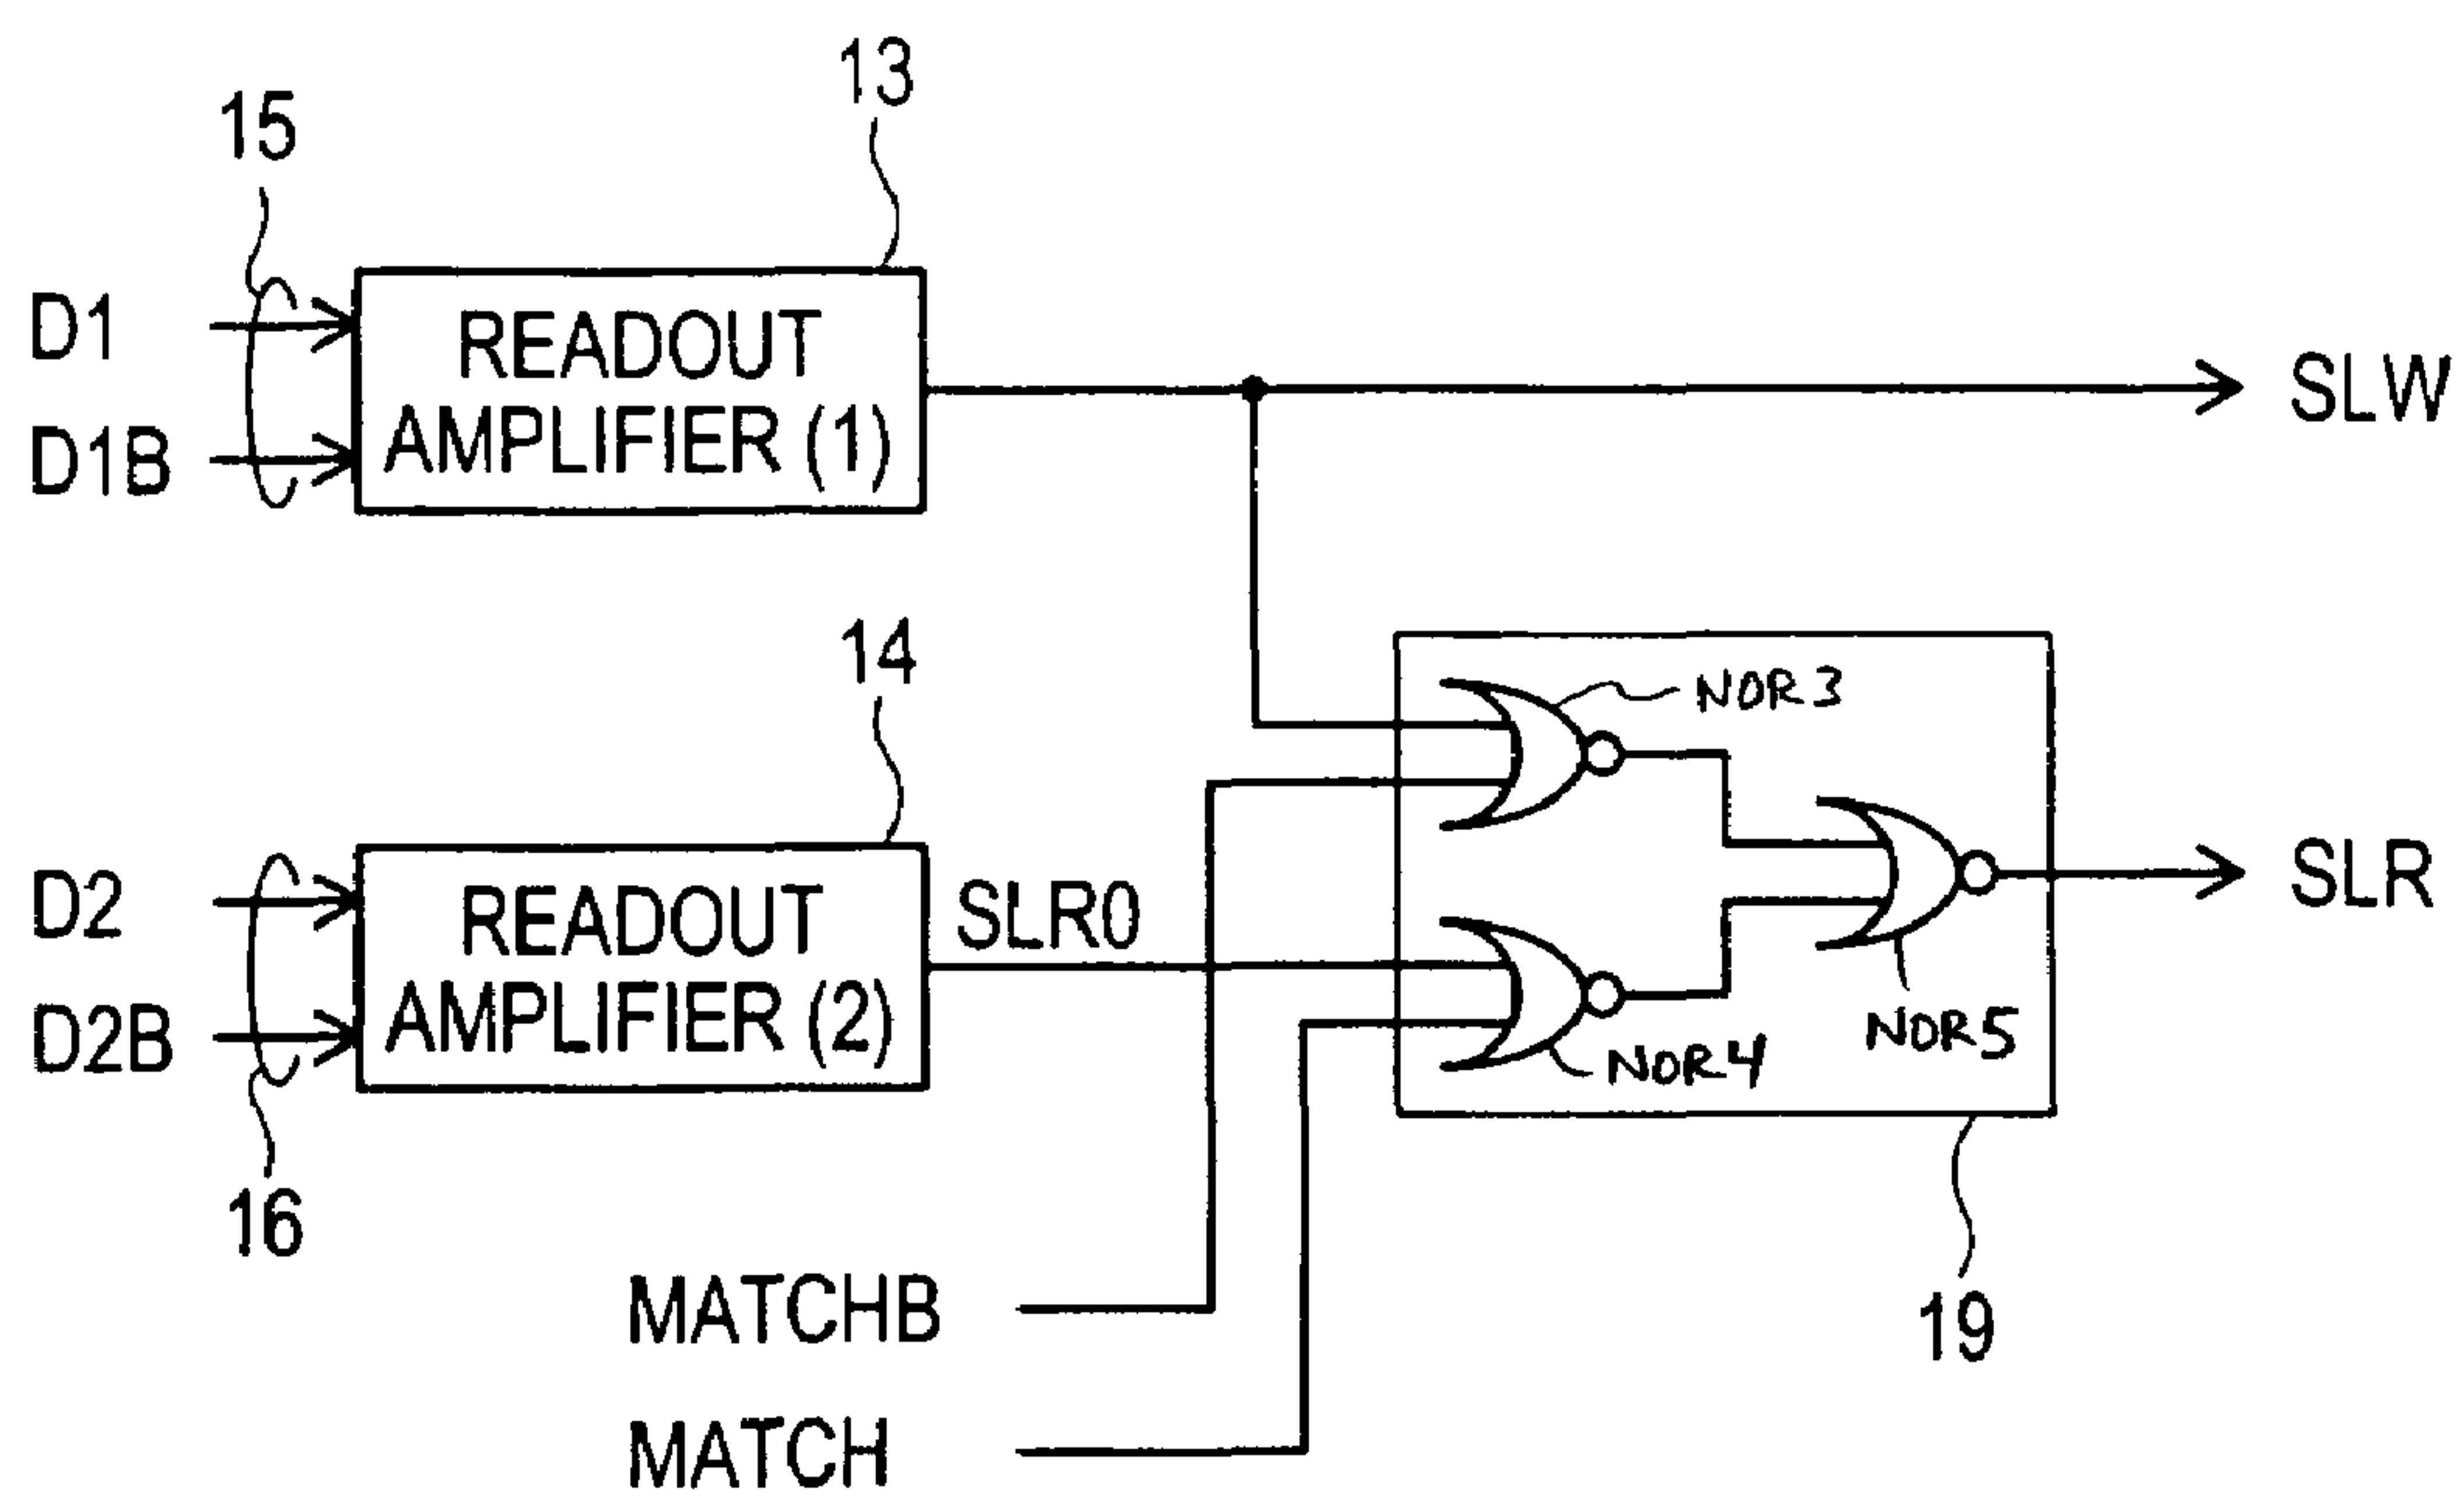 13
15
D1
READOUT
AMPLIFIER (1)
D1B
SLW
14
NOR3
D2
READOUT
AMPLIFIER (2)
D2B
SLR0
SLR
NOR4
NOR5
16
MATCHB
19
MATCH